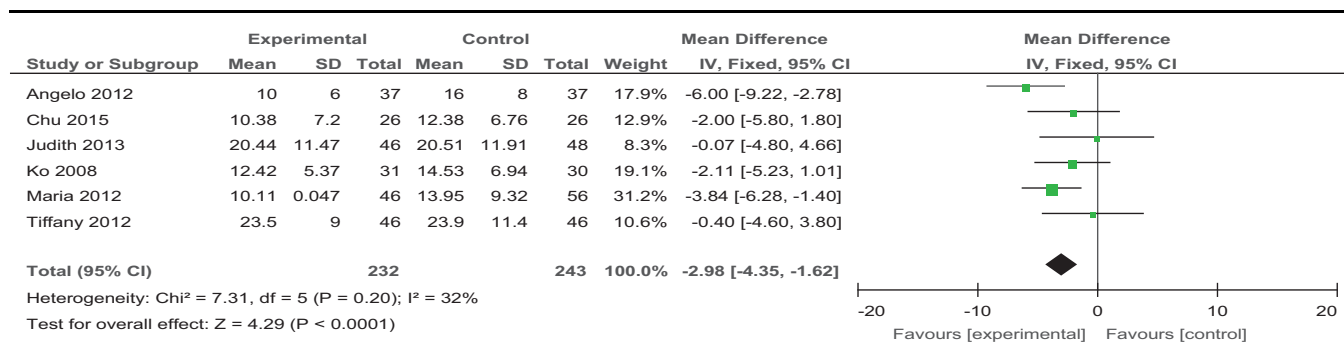 Experimental Control Mean Difference Mean Difference
Study or Subgroup Mean SD Total Mean SD Total Weight IV, Fixed, 95% CI IV, Fixed, 95% CI
Angelo 2012 10 6 37 16 8 37 17.9% -6.00 [-9.22, -2.78]
Chu 2015 10.38 7.2 26 12.38 6.76 26 12.9% -2.00 [-5.80, 1.80]
Judith 2013 20.44 11.47 46 20.51 11.91 48 8.3% -0.07 [-4.80, 4.66]
Ko 2008 12.42 5.37 31 14.53 6.94 30 19.1% -2.11 [-5.23, 1.01]
Maria 2012 10.11 0.047 46 13.95 9.32 56 31.2% -3.84 [-6.28, -1.40]
Tiffany 2012 23.5 9 46 23.9 11.4 46 10.6% -0.40 [-4.60, 3.80]
Total (95% CI) 232 243 100.0% -2.98 [-4.35, -1.62]
Heterogeneity: Chi² = 7.31, df = 5 (P = 0.20); I² = 32%
Test for overall effect: Z = 4.29 (P < 0.0001)
-20 -10 0 10 20
Favours [experimental] Favours [control]